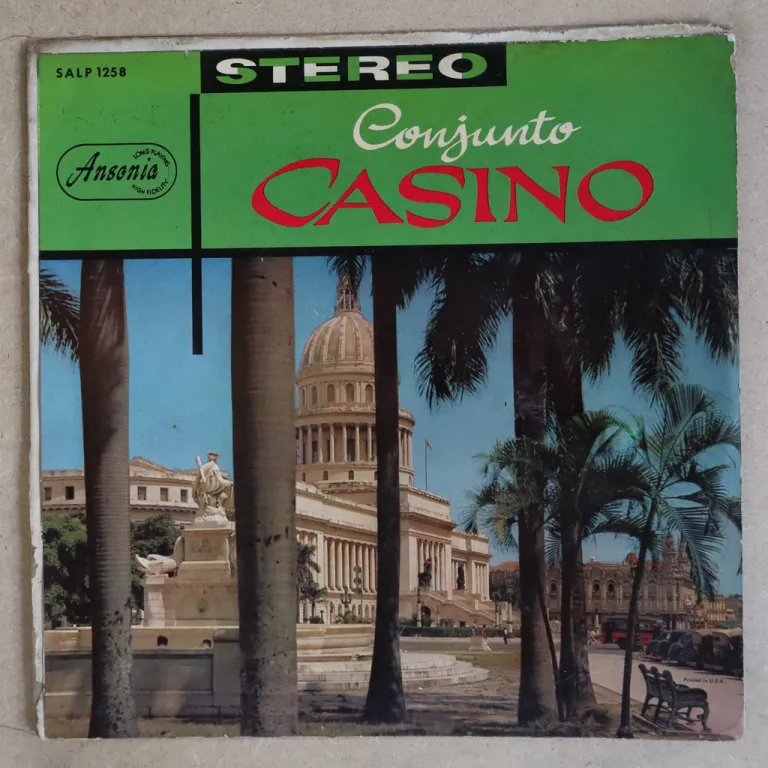 SALP 1258
STEREO
Conjunto
CASINO
Ansonia
LONG PLAYING
HIGH FIDELITY
Printed in U.S.A.